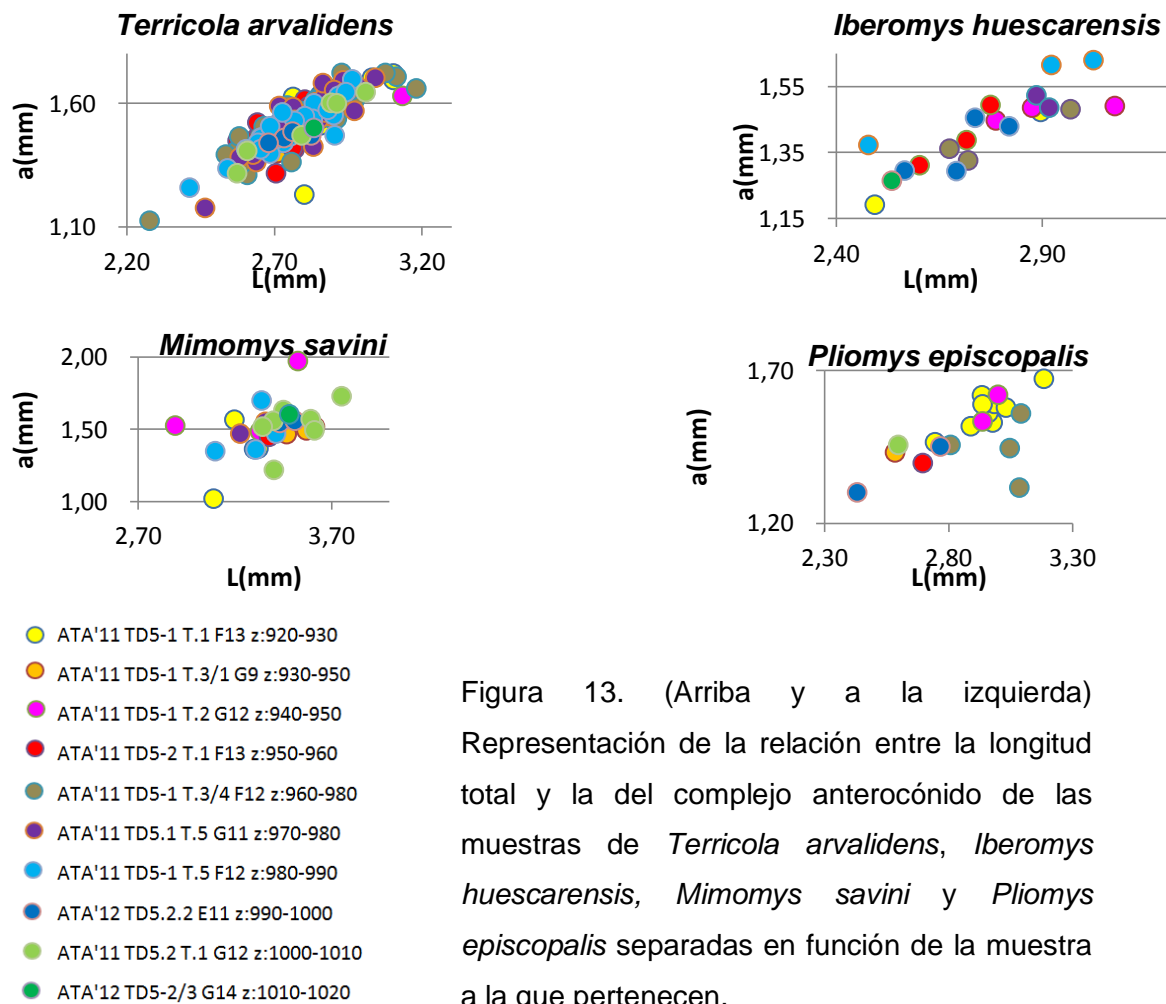 Terricola arvalidens
a(mm)
1,60
1,10
2,20 2,70 3,20
L(mm)
Iberomys huescarensis
a(mm)
1,55
1,35
1,15
2,40 2,90
L(mm)
Mimomys savini
a(mm)
2,00
1,50
1,00
2,70 3,70
L(mm)
Pliomys episcopalis
a(mm)
1,70
1,20
2,30 2,80 3,30
L(mm)
ATA'11 TD5-1 T.1 F13 z:920-930
ATA'11 TD5-1 T.3/1 G9 z:930-950
ATA'11 TD5-1 T.2 G12 z:940-950
ATA'11 TD5-2 T.1 F13 z:950-960
ATA'11 TD5-1 T.3/4 F12 z:960-980
ATA'11 TD5.1 T.5 G11 z:970-980
ATA'11 TD5-1 T.5 F12 z:980-990
ATA'12 TD5.2.2 E11 z:990-1000
ATA'11 TD5.2 T.1 G12 z:1000-1010
ATA'12 TD5-2/3 G14 z:1010-1020
Figura 13. (Arriba y a la izquierda)
Representación de la relación entre la longitud
total y la del complejo anterocónido de las
muestras de Terricola arvalidens, Iberomys
huescarensis, Mimomys savini y Pliomys
episcopalis separadas en función de la muestra
a la que pertenecen.